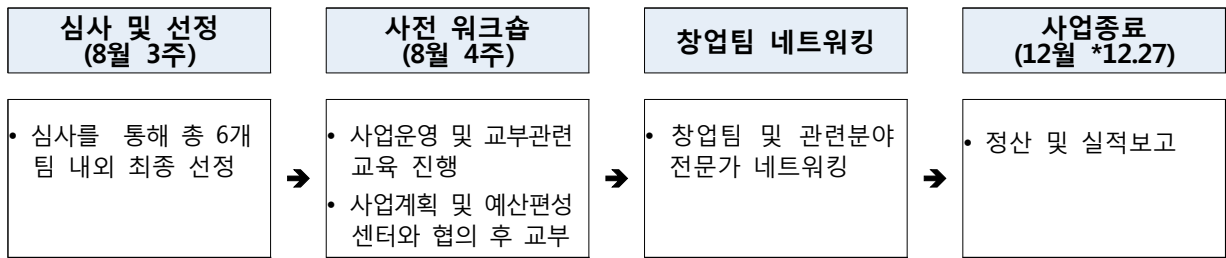 심사 및 선정
(8월 3주)
• 심사를 통해 총 6개
팀 내외 최종 선정
➔
사전 워크숍
(8월 4주)
• 사업운영 및 교부관련
교육 진행
• 사업계획 및 예산편성
센터와 협의 후 교부
➔
창업팀 네트워킹
• 창업팀 및 관련분야
전문가 네트워킹
➔
사업종료
(12월 *12.27)
• 정산 및 실적보고